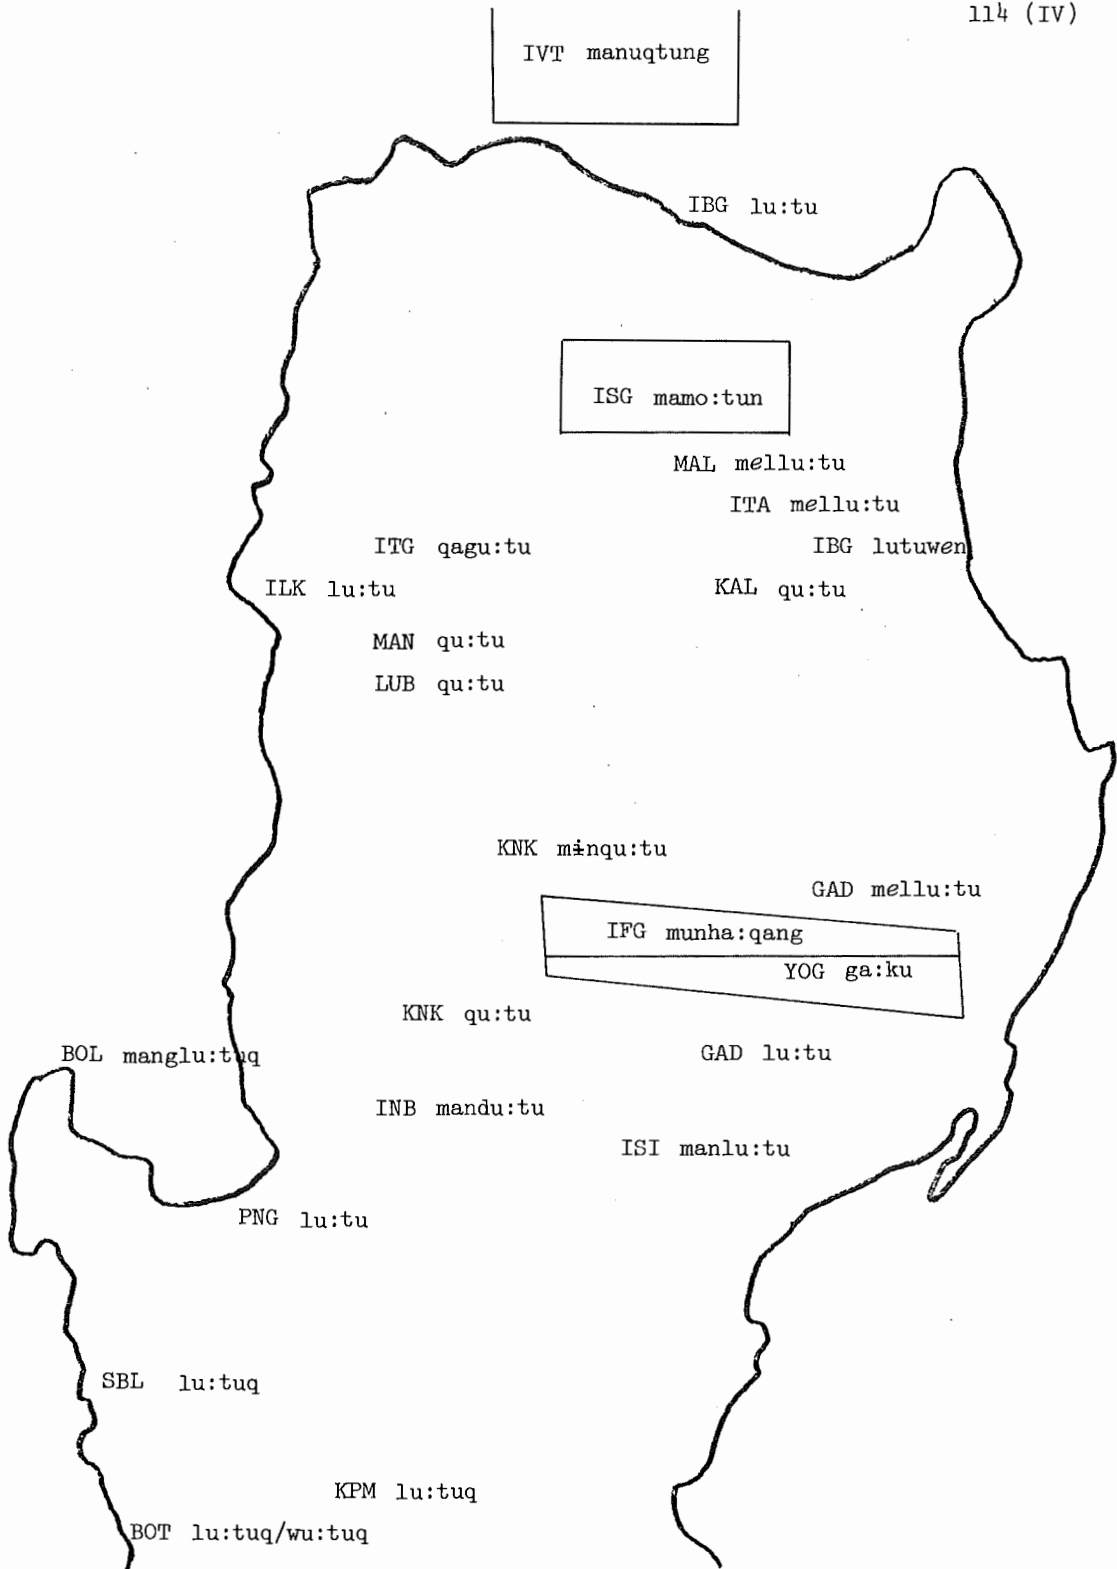 114 (IV)
IVT manuqtung
IBG lu:tu
ISG mamo:tun
MAL mellu:tu
ITA mellu:tu
ITG qagu:tu
IBG lutuwen
ILK lu:tu
KAL qu:tu
MAN qu:tu
LUB qu:tu
KNK mɨnqu:tu
GAD mellu:tu
IFG munha:qang
YOG ga:ku
KNK qu:tu
BOL manglu:tuq
GAD lu:tu
INB mandu:tu
ISI manlu:tu
PNG lu:tu
SBL lu:tuq
KPM lu:tuq
BOT lu:tuq/wu:tuq